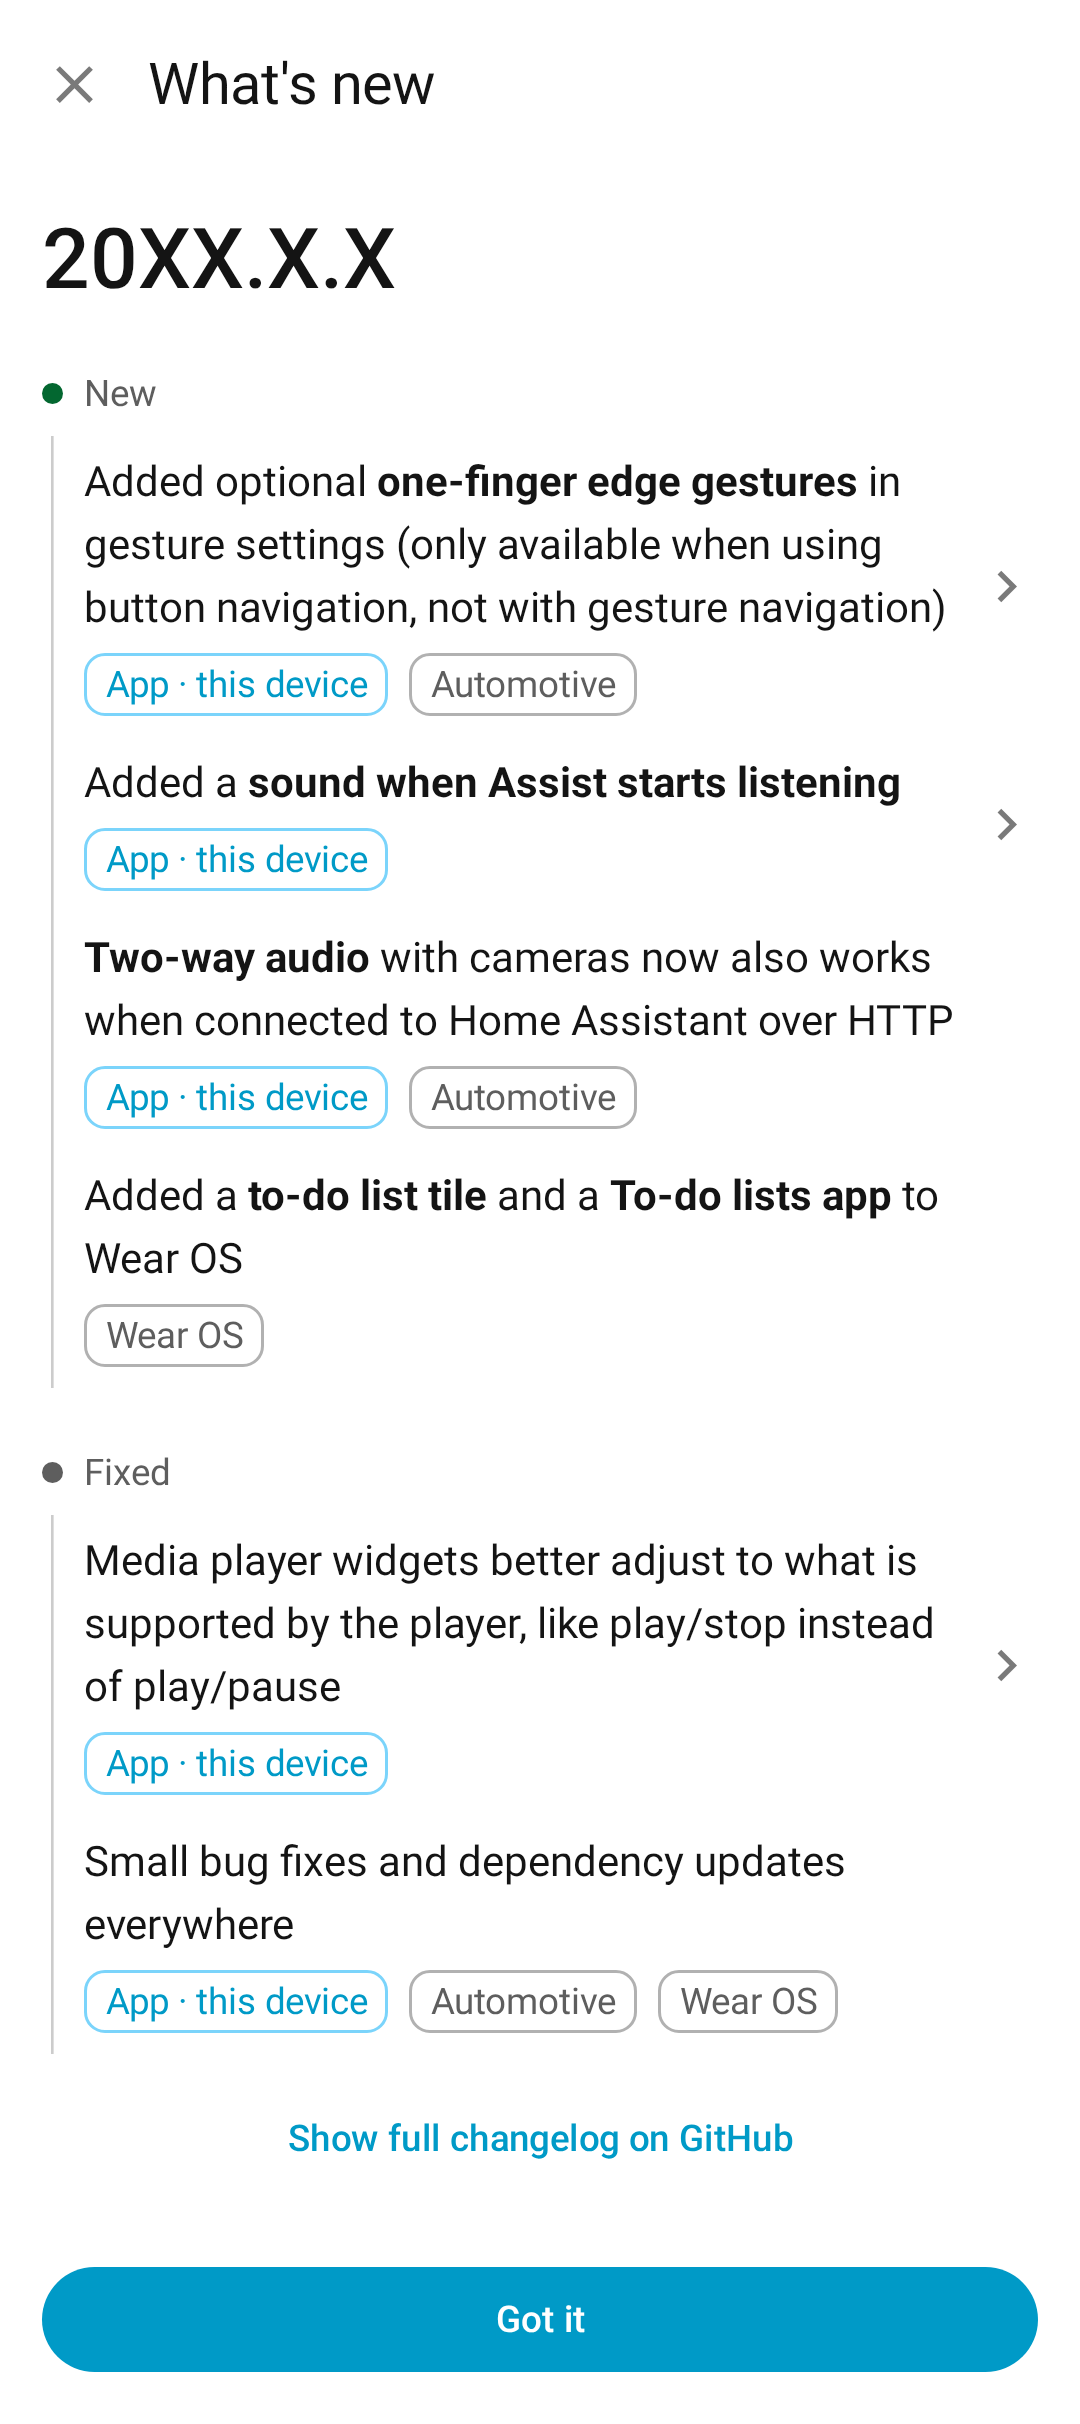 What's new
20XX.X.X
New
Added optional one-finger edge gestures in
gesture settings (only available when using
button navigation, not with gesture navigation)
App · this device Automotive
Added a sound when Assist starts listening
App · this device
Two-way audio with cameras now also works
when connected to Home Assistant over HTTP
App · this device Automotive
Added a to-do list tile and a To-do lists app to
Wear OS
Wear OS
Fixed
Media player widgets better adjust to what is
supported by the player, like play/stop instead
of play/pause
App · this device
Small bug fixes and dependency updates
everywhere
App · this device Automotive Wear OS
Show full changelog on GitHub
Got it